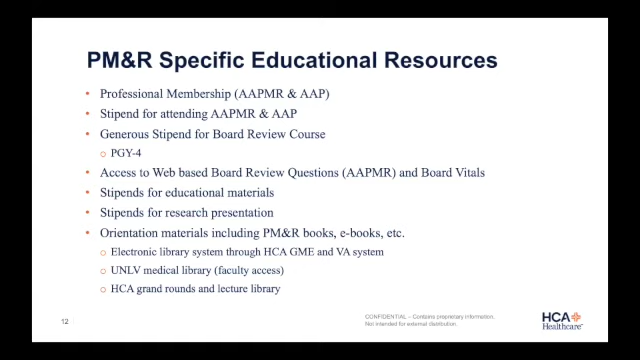 PM&R Specific Educational Resources
• Professional Membership (AAPMR & AAP)
• Stipend for attending AAPMR & AAP
• Generous Stipend for Board Review Course
o PGY-4
• Access to Web based Board Review Questions (AAPMR) and Board Vitals
• Stipends for educational materials
• Stipends for research presentation
• Orientation materials including PM&R books, e-books, etc.
o Electronic library system through HCA GME and VA system
o UNLV medical library (faculty access)
o HCA grand rounds and lecture library
12
CONFIDENTIAL – Contains proprietary information.
Not intended for external distribution.
HCA
Healthcare